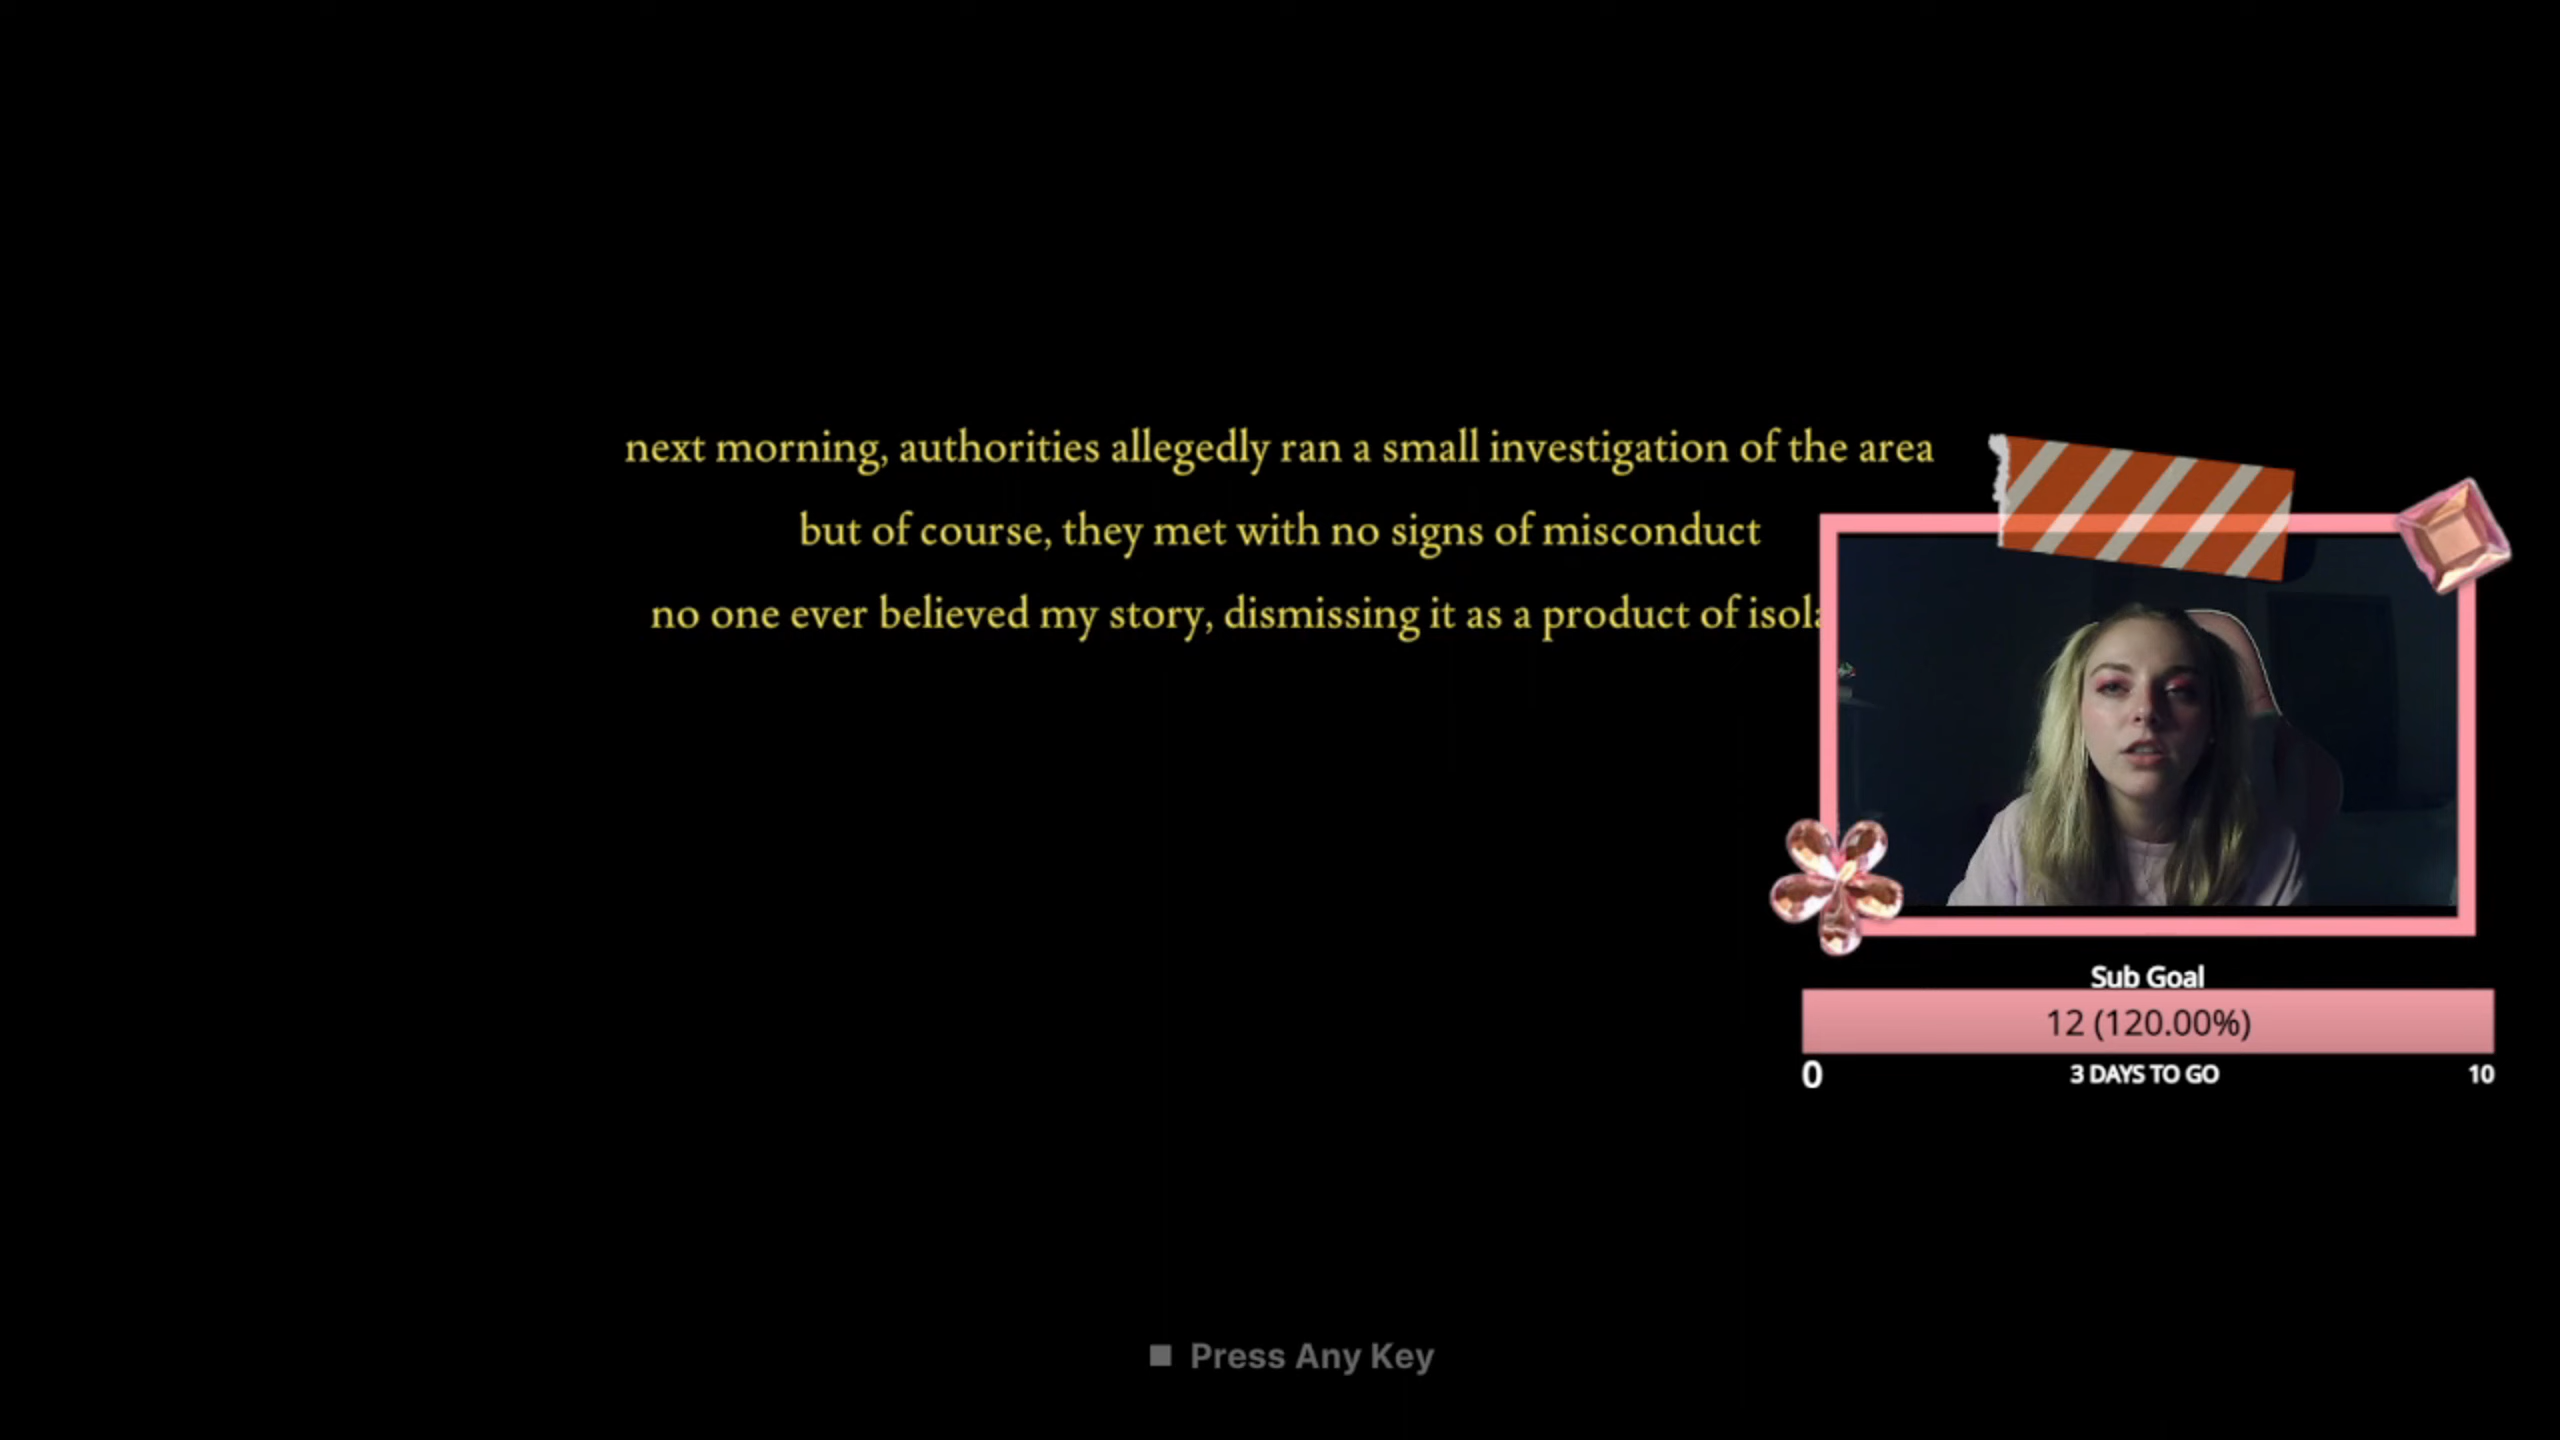 next morning, authorities allegedly ran a small investigation of the area
but of course, they met with no signs of misconduct
no one ever believed my story, dismissing it as a product of
Sub Goal
12 (120.00%)
0 3 DAYS TO GO 10
Press Any Key